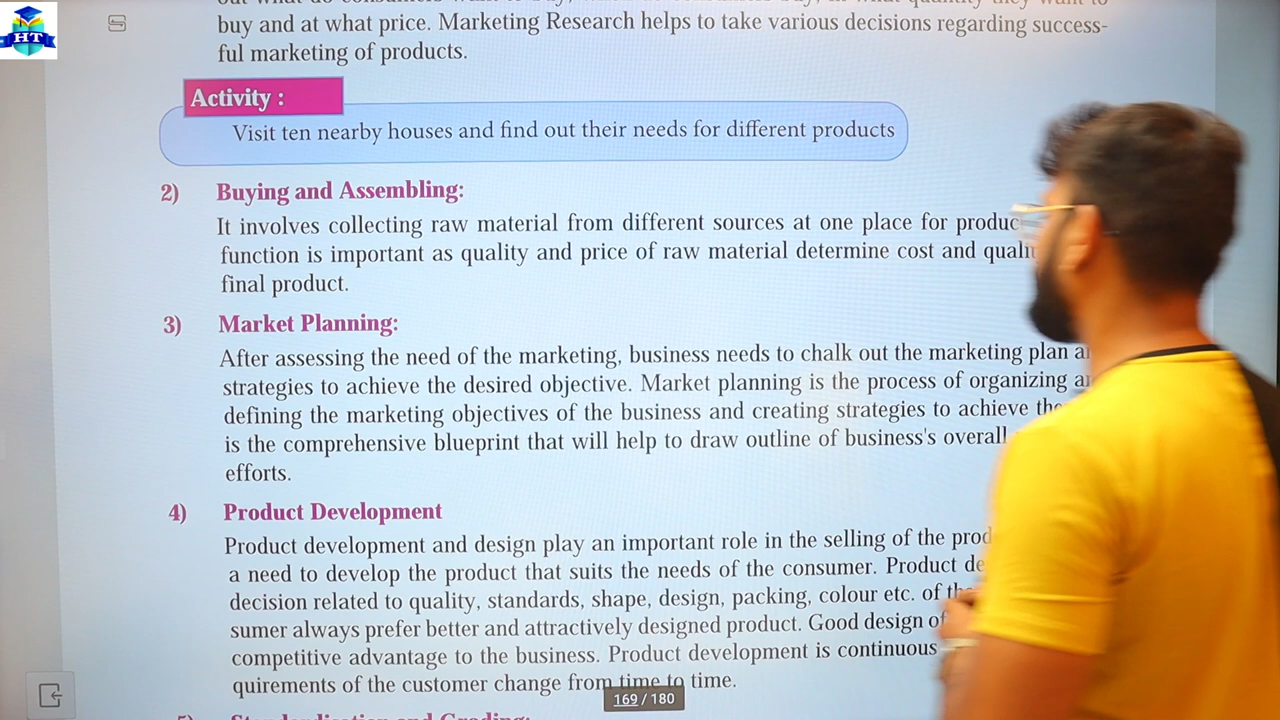 HT
buy and at what price. Marketing Research helps to take various decisions regarding success-
ful marketing of products.
Activity :
Visit ten nearby houses and find out their needs for different products
2) Buying and Assembling:
It involves collecting raw material from different sources at one place for
function is important as quality and price of raw material determine cost and
final product.
3) Market Planning:
After assessing the need of the marketing, business needs to chalk out the marketing plan
strategies to achieve the desired objective. Market planning is the process of organizing
defining the marketing objectives of the business and creating strategies to achieve
is the comprehensive blueprint that will help to draw outline of business's overall
efforts.
4) Product Development
Product development and design play an important role in the selling of the
a need to develop the product that suits the needs of the consumer. Product
decision related to quality, standards, shape, design, packing, colour etc. of
sumer always prefer better and attractively designed product. Good design of
competitive advantage to the business. Product development is continuous
quirements of the customer change from time to time.
169 / 180
5) Standardization and Grading: